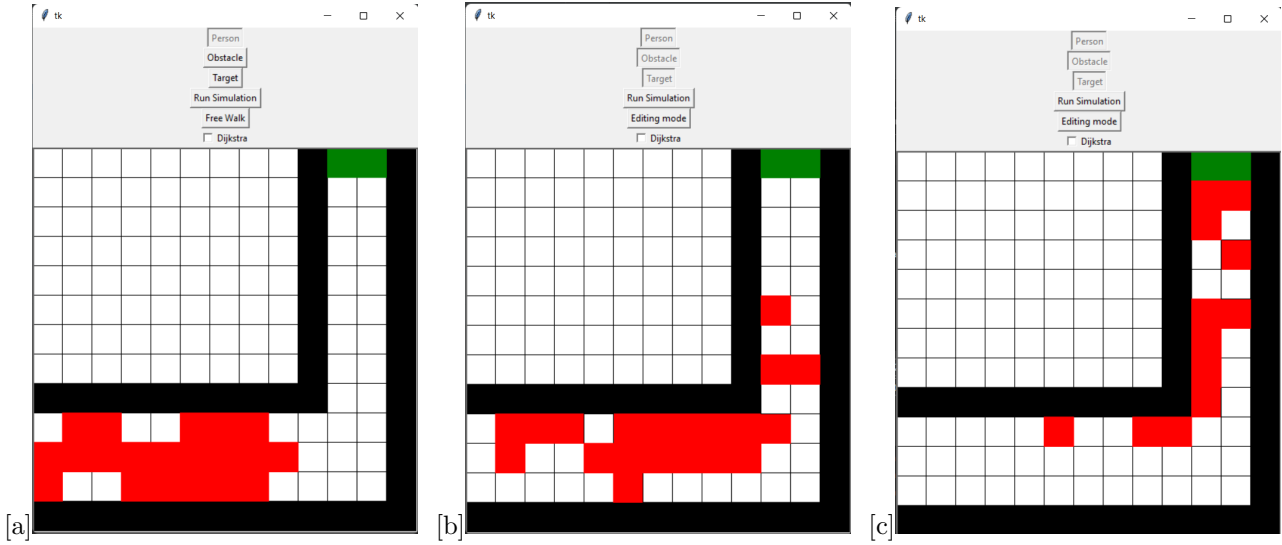 tk
Person
Obstacle
Target
Run Simulation
Free Walk
Dijkstra
[a]
tk
Person
Obstacle
Target
Run Simulation
Editing mode
Dijkstra
[b]
tk
Person
Obstacle
Target
Run Simulation
Editing mode
Dijkstra
[c]